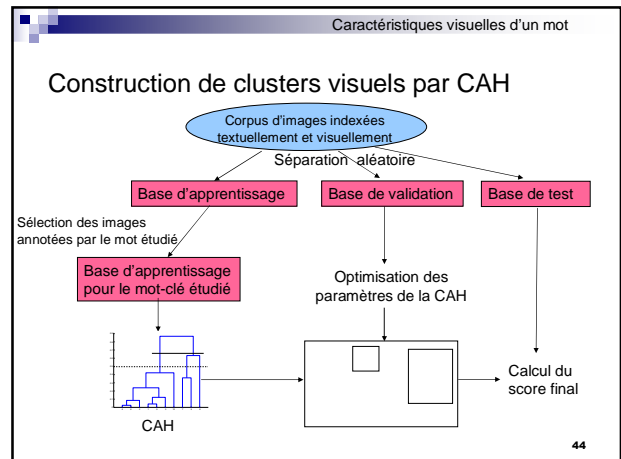 Caractéristiques visuelles d'un mot
Construction de clusters visuels par CAH
Corpus d'images indexées
textuellement et visuellement
Séparation aléatoire
Base d'apprentissage
Base de validation
Base de test
Sélection des images
annotées par le mot étudié
Base d'apprentissage
pour le mot-clé étudié
Optimisation des
paramètres de la CAH
CAH
Calcul du
score final
44